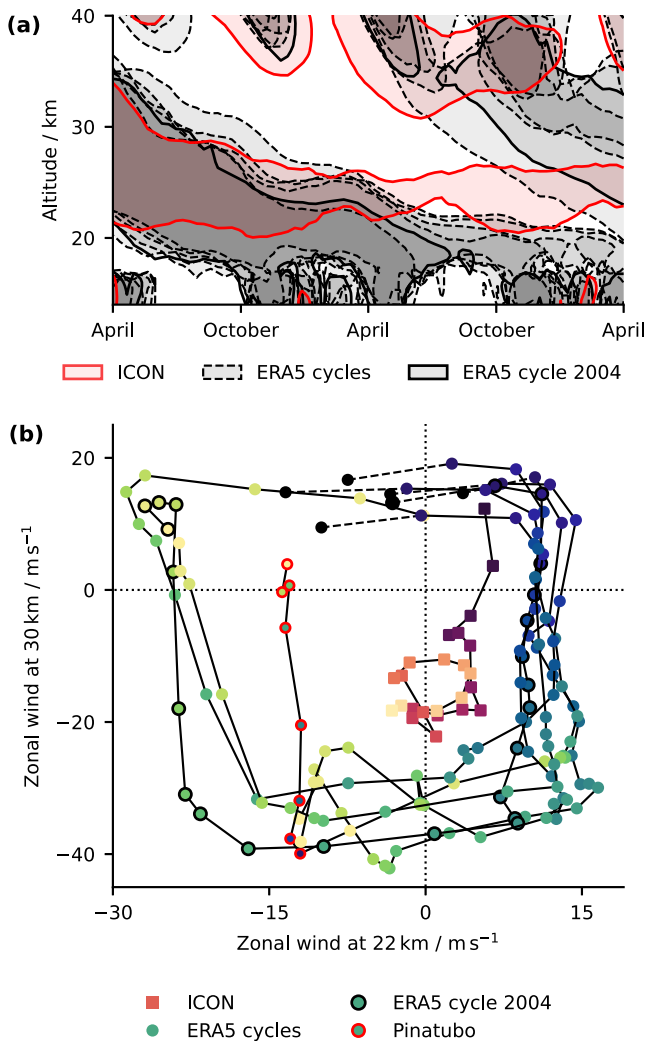 (a)
40
30
20
Altitude / km
April
October
April
October
April
ICON
ERA5 cycles
ERA5 cycle 2004
(b)
20
0
−20
−40
Zonal wind at 30 km / m s⁻¹
−30
−15
0
15
Zonal wind at 22 km / m s⁻¹
ICON
ERA5 cycle 2004
ERA5 cycles
Pinatubo